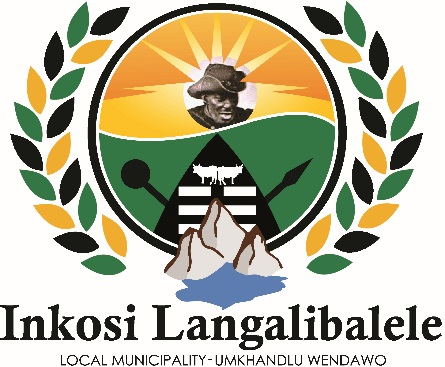 Inkosi Langalibalele
LOCAL MUNICIPALITY-UMKHANDLU WENDAWO